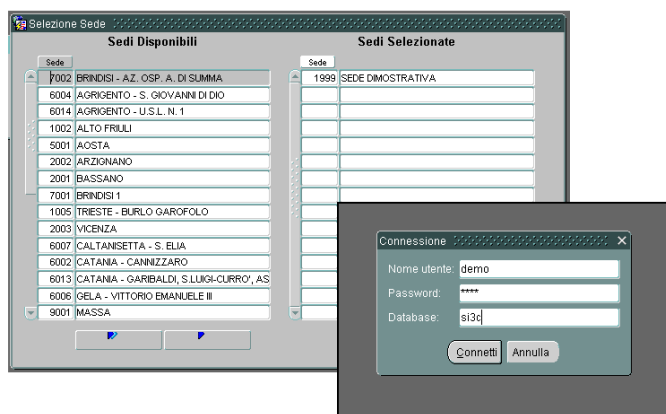 Selezione Sede
Sedi Disponibili
Sede
7002 BRINDISI - AZ. OSP. A. DI SUMMA
6004 AGRIGENTO - S. GIOVANNI DI DIO
6014 AGRIGENTO - U.S.L. N. 1
1002 ALTO FRIULI
5001 AOSTA
2002 ARZIGNANO
2001 BASSANO
7001 BRINDISI 1
1005 TRIESTE - BURLO GAROFOLO
2003 VICENZA
6007 CALTANISETTA - S. ELIA
6002 CATANIA - CANNIZZARO
6013 CATANIA - GARIBALDI, S.LUIGI-CURRO', AS
6006 GELA - VITTORIO EMANUELE III
9001 MASSA
Sedi Selezionate
Sede
1999 SEDE DIMOSTRATIVA
Connessione
Nome utente: demo
Password: ****
Database: si3c
Connetti Annulla